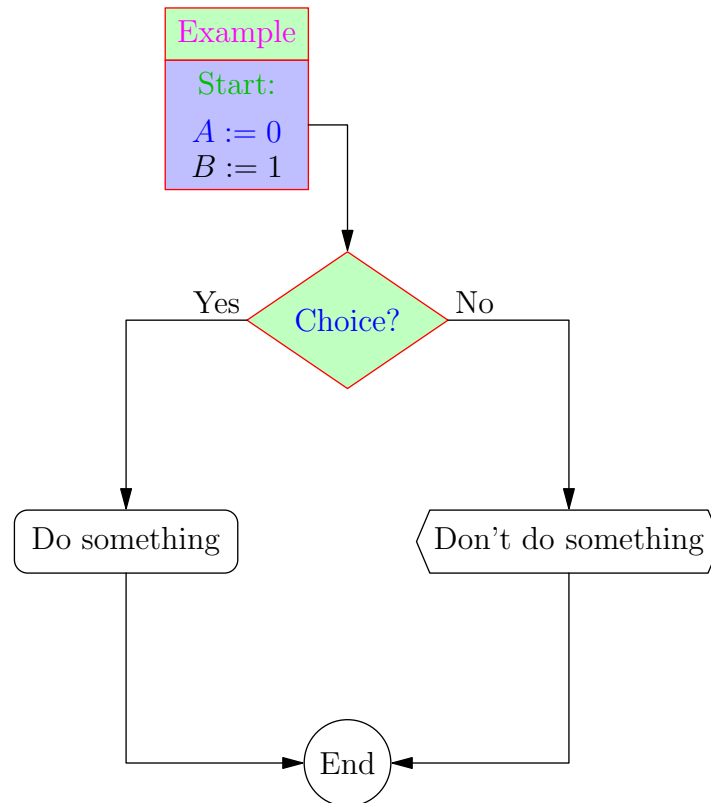 Example
Start:
A := 0
B := 1
Yes
Choice?
No
Do something
Don't do something
End